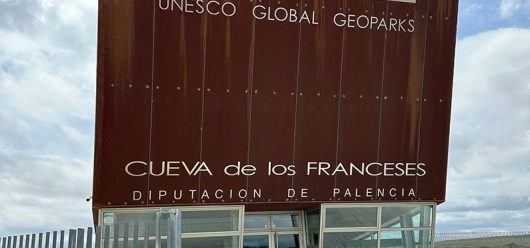 UNESCO GLOBAL GEOPARKS
CUEVA de los FRANCESES
DIPUTACION DE PALENCIA